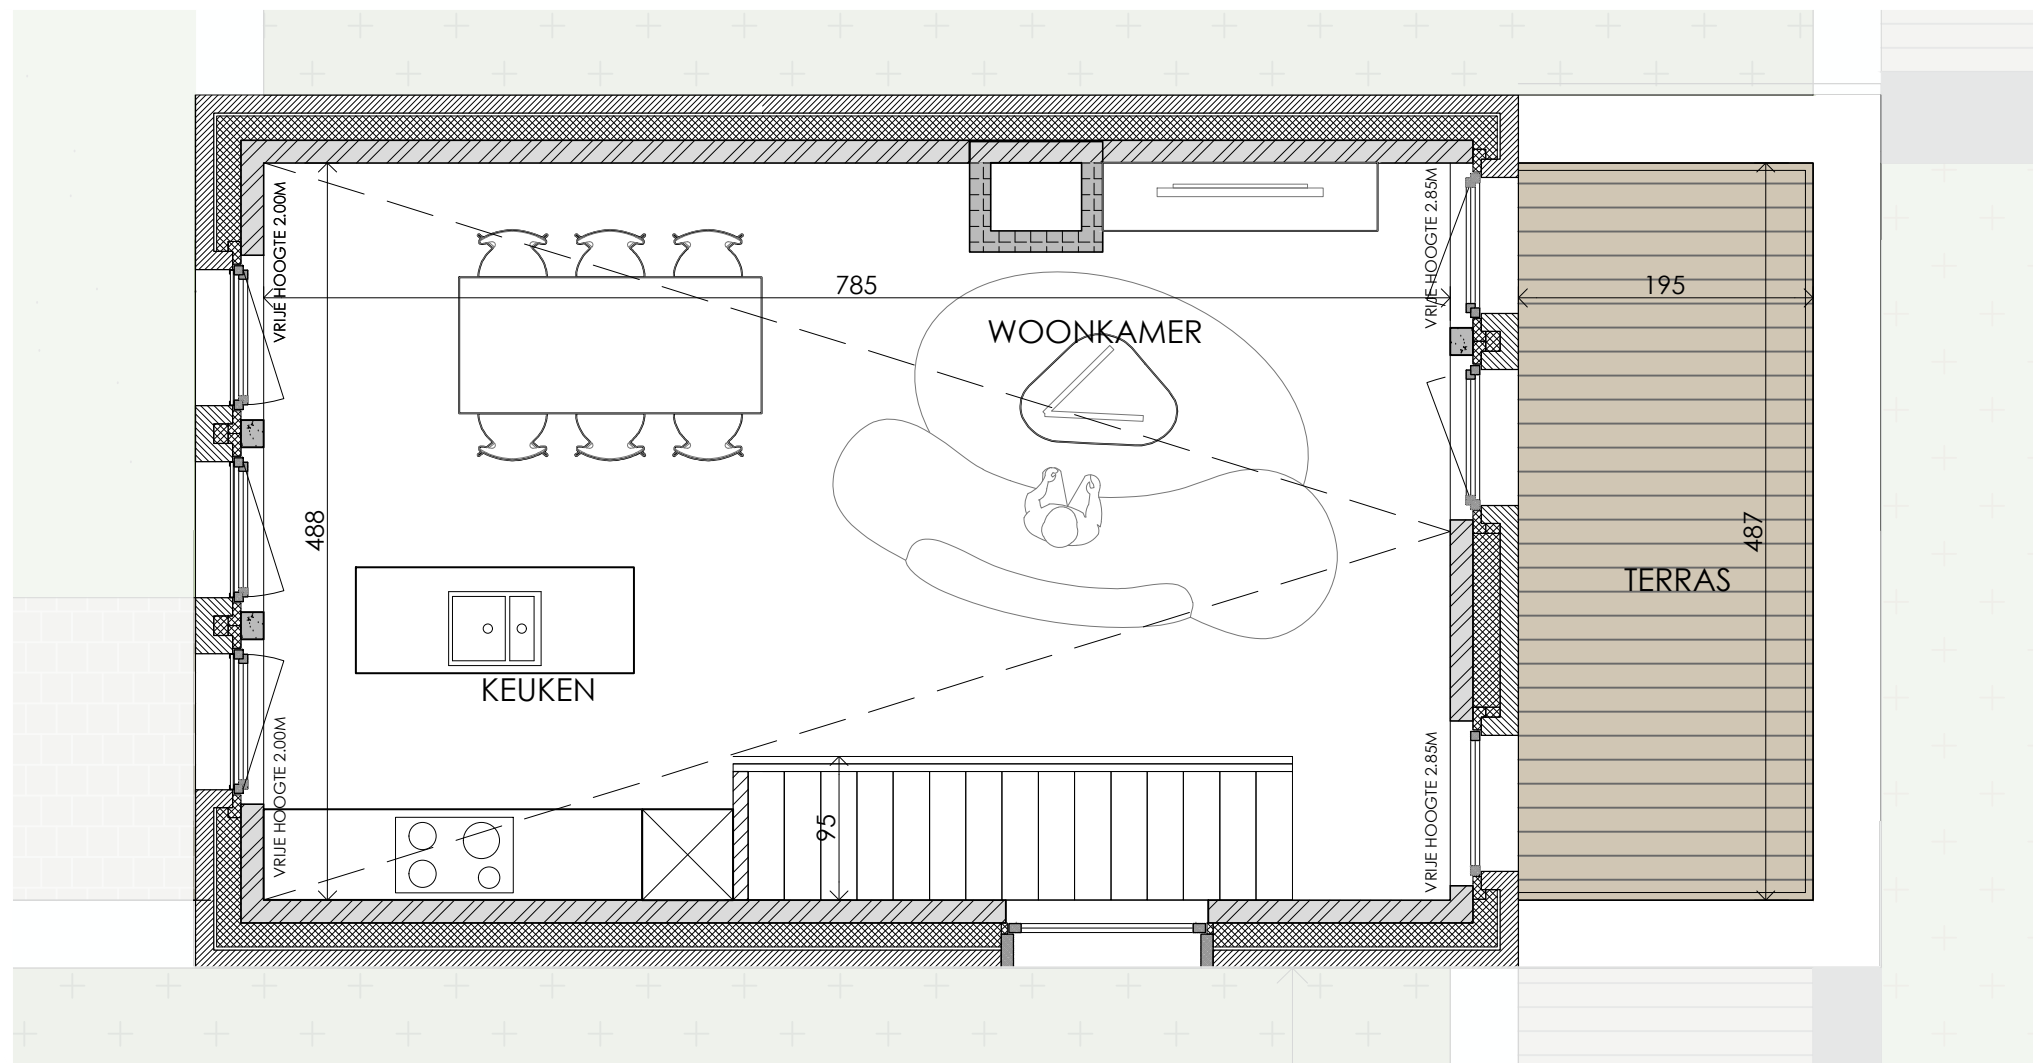 VRIJE HOOGTE 2.00M
VRIJE HOOGTE 2.85M
785
195
WOONKAMER
488
487
TERRAS
KEUKEN
VRIJE HOOGTE 2.00M
95
VRIJE HOOGTE 2.85M